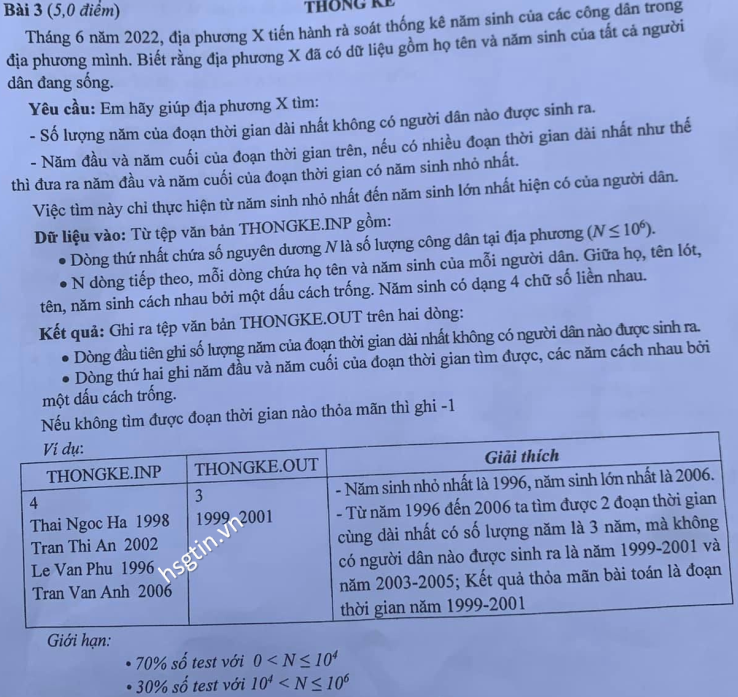 THỐNG KÊ
Bài 3 (5,0 điểm)
Tháng 6 năm 2022, địa phương X tiến hành rà soát thống kê năm sinh của các công dân trong
địa phương mình. Biết rằng địa phương X đã có dữ liệu gồm họ tên và năm sinh của tất cả người
dân đang sống.
Yêu cầu: Em hãy giúp địa phương X tìm:
- Số lượng năm của đoạn thời gian dài nhất không có người dân nào được sinh ra.
- Năm đầu và năm cuối của đoạn thời gian trên, nếu có nhiều đoạn thời gian dài nhất như thế
thì đưa ra năm đầu và năm cuối của đoạn thời gian có năm sinh nhỏ nhất.
Việc tìm này chỉ thực hiện từ năm sinh nhỏ nhất đến năm sinh lớn nhất hiện có của người dân.
Dữ liệu vào: Từ tệp văn bản THONGKE.INP gồm:
• Dòng thứ nhất chứa số nguyên dương N là số lượng công dân tại địa phương (N ≤ 10⁶).
• N dòng tiếp theo, mỗi dòng chứa họ tên và năm sinh của mỗi người dân. Giữa họ, tên lót,
tên, năm sinh cách nhau bởi một dấu cách trống. Năm sinh có dạng 4 chữ số liền nhau.
Kết quả: Ghi ra tệp văn bản THONGKE.OUT trên hai dòng:
• Dòng đầu tiên ghi số lượng năm của đoạn thời gian dài nhất không có người dân nào được sinh ra.
• Dòng thứ hai ghi năm đầu và năm cuối của đoạn thời gian tìm được, các năm cách nhau bởi
một dấu cách trống.
Nếu không tìm được đoạn thời gian nào thỏa mãn thì ghi -1
Ví dụ:
THONGKE.INP THONGKE.OUT Giải thích
4
Thai Ngoc Ha 1998
Tran Thi An 2002
Le Van Phu 1996
Tran Van Anh 2006
3
1999 2001
- Năm sinh nhỏ nhất là 1996, năm sinh lớn nhất là 2006.
- Từ năm 1996 đến 2006 ta tìm được 2 đoạn thời gian
cùng dài nhất có số lượng năm là 3 năm, mà không
có người dân nào được sinh ra là năm 1999-2001 và
năm 2003-2005; Kết quả thỏa mãn bài toán là đoạn
thời gian năm 1999-2001
hsgtin.vn
Giới hạn:
• 70% số test với 0 < N ≤ 10⁴
• 30% số test với 10⁴ < N ≤ 10⁶